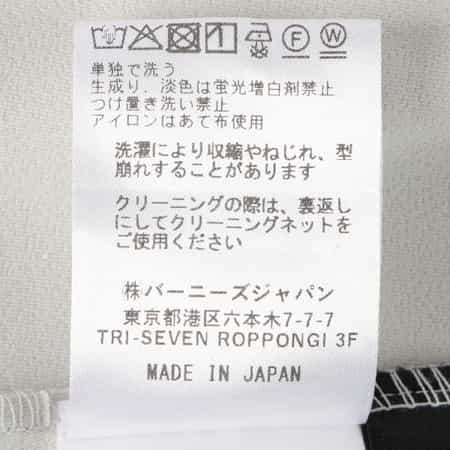 Ⓕ Ⓦ
単独で洗う
生成り、淡色は蛍光増白剤禁止
つけ置き洗い禁止
アイロンはあて布使用
洗濯により収縮やねじれ、型
崩れすることがあります
クリーニングの際は、裏返し
にしてクリーニングネットを
ご使用ください
㈱バーニーズジャパン
東京都港区六本木7-7-7
TRI-SEVEN ROPPONGI 3F
MADE IN JAPAN